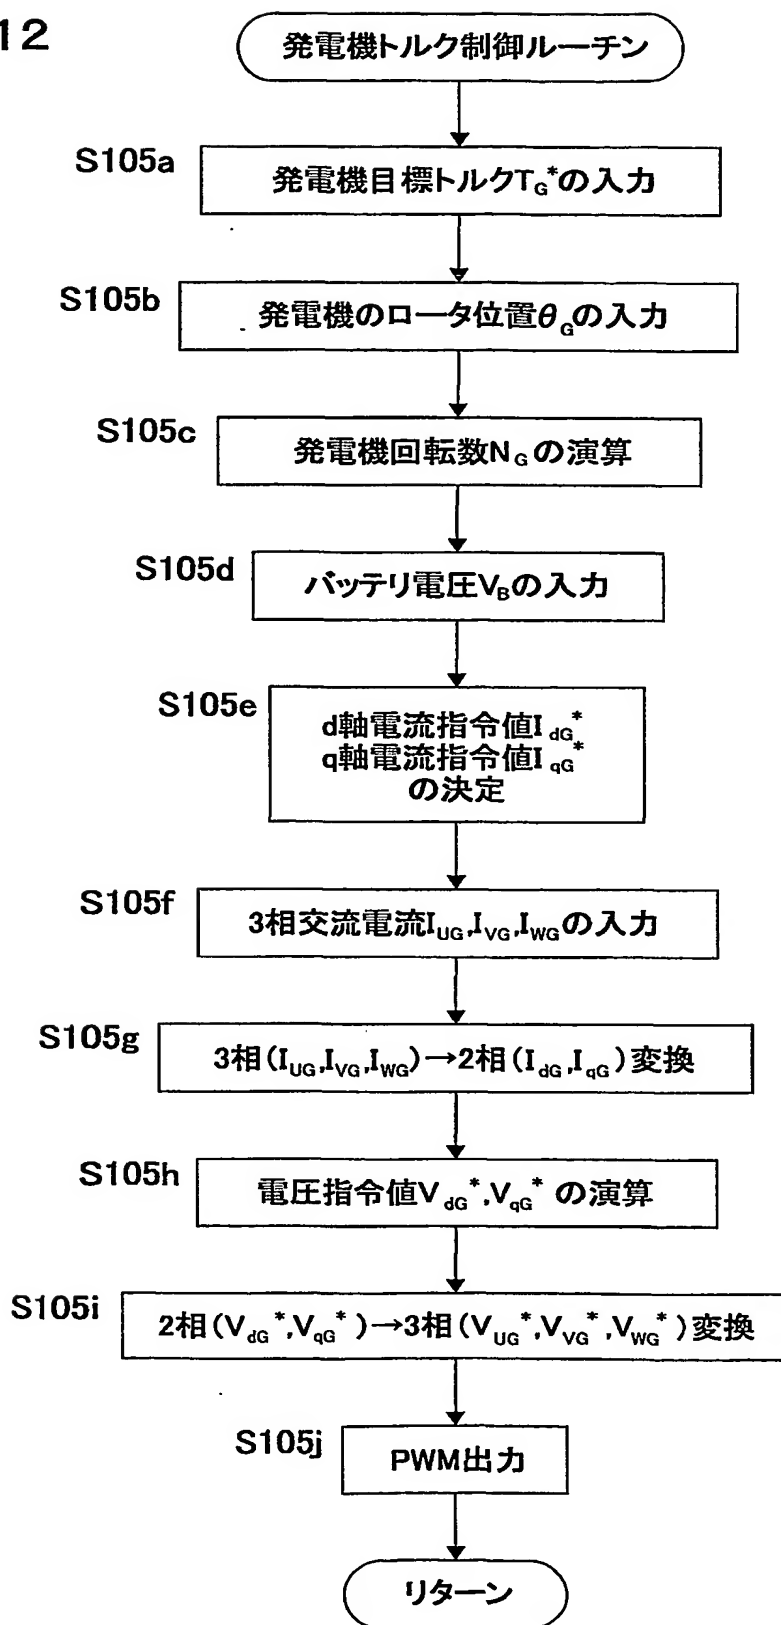 12
発電機トルク制御ルーチン
S105a
発電機目標トルクT_G*の入力
S105b
発電機のロータ位置θ_Gの入力
S105c
発電機回転数N_Gの演算
S105d
バッテリ電圧V_Bの入力
S105e
d軸電流指令値I_dG*
q軸電流指令値I_qG*
の決定
S105f
3相交流電流I_UG,I_VG,I_WGの入力
S105g
3相(I_UG,I_VG,I_WG)→2相(I_dG,I_qG)変換
S105h
電圧指令値V_dG*,V_qG*の演算
S105i
2相(V_dG*,V_qG*)→3相(V_UG*,V_VG*,V_WG*)変換
S105j
PWM出力
リターン